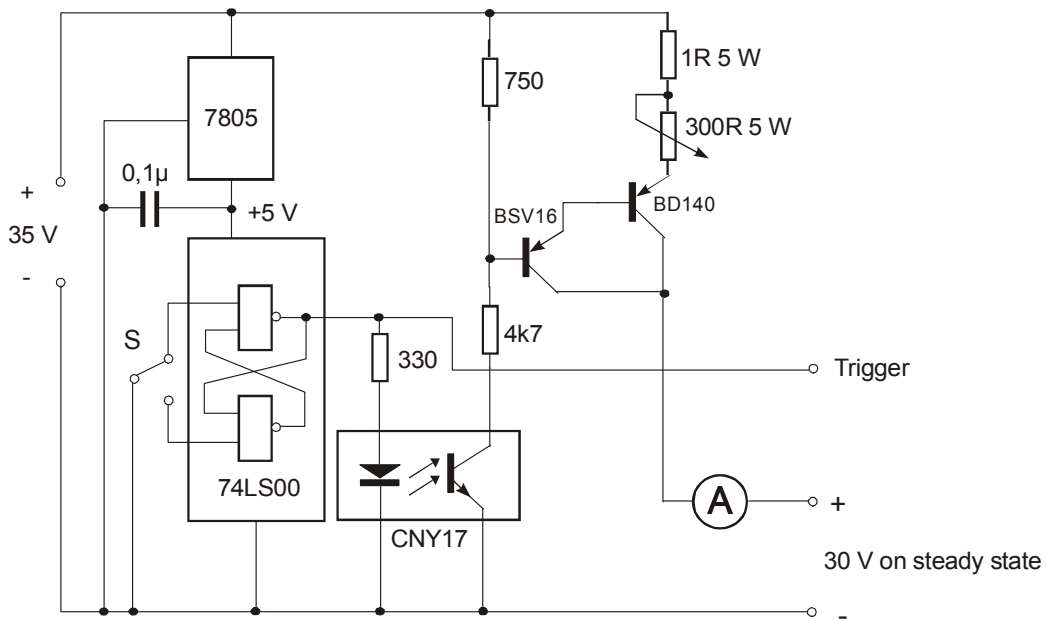 1R 5 W
750
7805
300R 5 W
0,1µ
+
BSV16
BD140
+5 V
35 V
-
S
4k7
330
Trigger
74LS00
A
+
CNY17
30 V on steady state
-